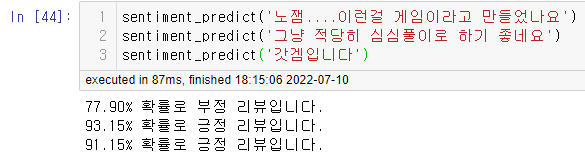 In [44]:
1 sentiment_predict('노잼....이런걸 게임이라고 만들었나요')
2 sentiment_predict('그냥 적당히 심심풀이로 하기 좋네요')
3 sentiment_predict('갓겜입니다')
executed in 87ms, finished 18:15:06 2022-07-10
77.90% 확률로 부정 리뷰입니다.
93.15% 확률로 긍정 리뷰입니다.
91.15% 확률로 긍정 리뷰입니다.